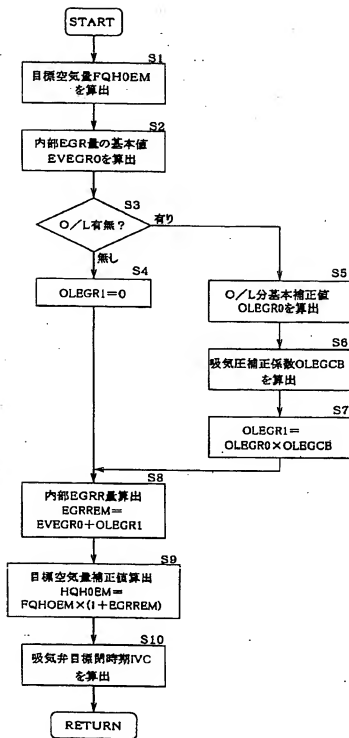 START
S1
目標空気量FQH0EM
を算出
S2
内部EGR量の基本値
EVEGR0を算出
S3
O/L有無?
有り
無し
S4
OLEGR1=0
S5
O/L分基本補正値
OLEGR0を算出
S6
吸気圧補正係数OLEGCB
を算出
S7
OLEGR1=
OLEGR0×OLEGCB
S8
内部EGRR量算出
EGRREM=
EVEGR0+OLEGR1
S9
目標空気量補正値算出
HQH0EM=
FQHOEM×(1+EGRREM)
S10
吸気弁目標閉時期IVC
を算出
RETURN